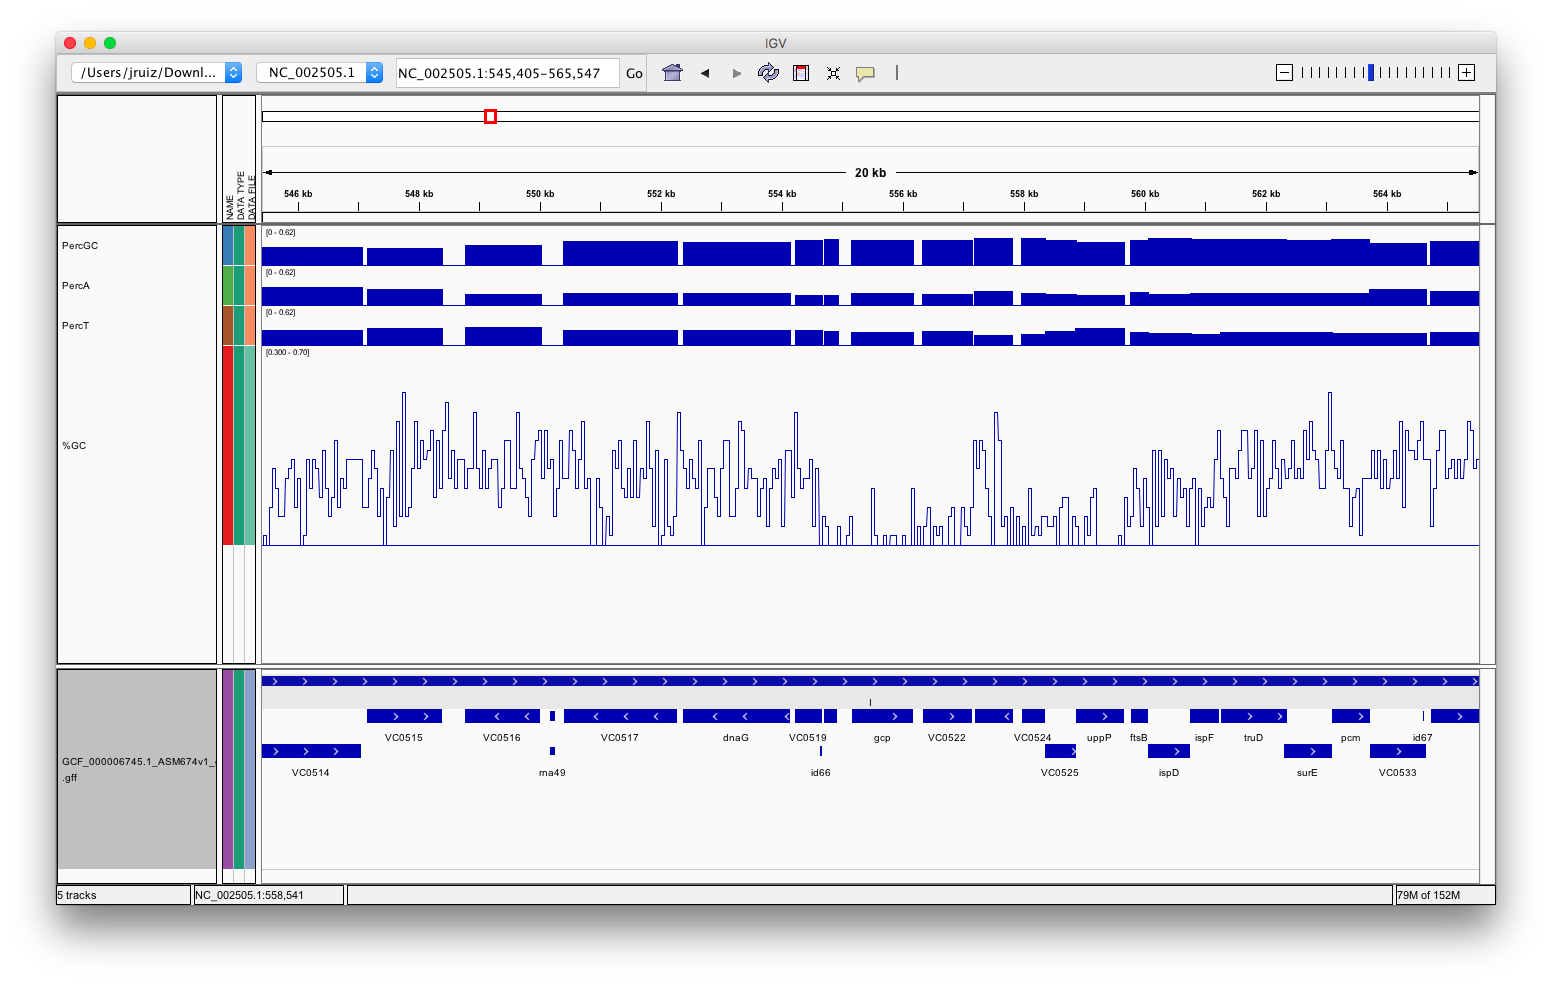 IGV
/Users/jruiz/Downl... NC_002505.1 NC_002505.1:545,405-565,547 Go
NAME
DATA TYPE
DATA FILE
20 kb
546 kb 548 kb 550 kb 552 kb 554 kb 556 kb 558 kb 560 kb 562 kb 564 kb
PercGC
[0 - 0.62]
PercA
[0 - 0.62]
PercT
[0 - 0.62]
%GC
[0.300 - 0.70]
VC0515 VC0516 VC0517 dnaG VC0519 gcp VC0522 VC0524 uppP ftsB ispF truD pcm id67
GCF_000006745.1_ASM674v1_
.gff
VC0514 rna49 id66 VC0525 ispD surE VC0533
5 tracks
NC_002505.1:558,541
79M of 152M